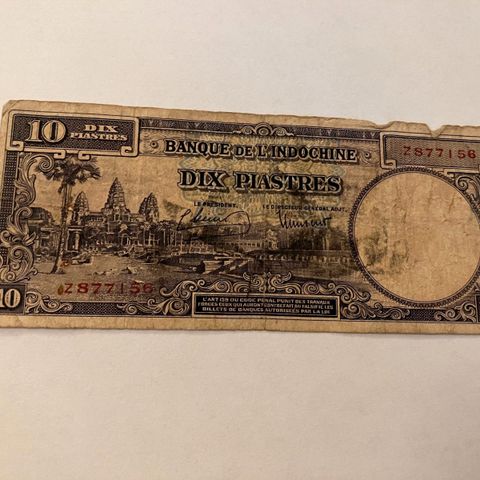 10 DIX PIASTRES
BANQUE DE L'INDOCHINE
Z877156
DIX PIASTRES
LE PRÉSIDENT, LE DIRECTEUR GÉNÉRAL ADJT.
Z877156
10
L'ART.139 DU CODE PÉNAL PUNIT DES TRAVAUX
FORCÉS CEUX QUI AURONT CONTREFAIT OU FALSIFIÉ LES
BILLETS DE BANQUES AUTORISÉES PAR LA LOI